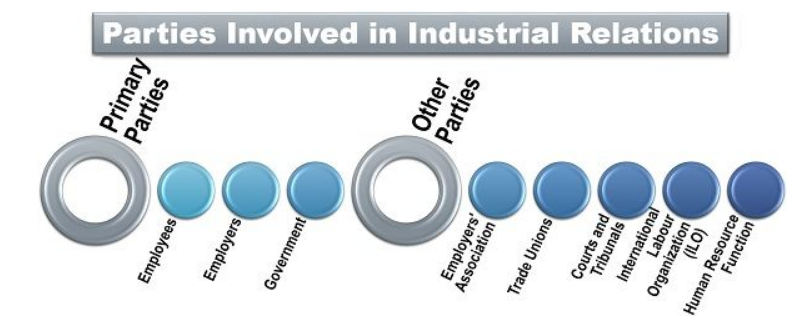 Parties Involved in Industrial Relations
Primary
Parties
Employees
Employers
Government
Other
Parties
Employers'
Association
Trade Unions
Courts and
Tribunals
International
Labour
Organization
(ILO)
Human Resource
Function